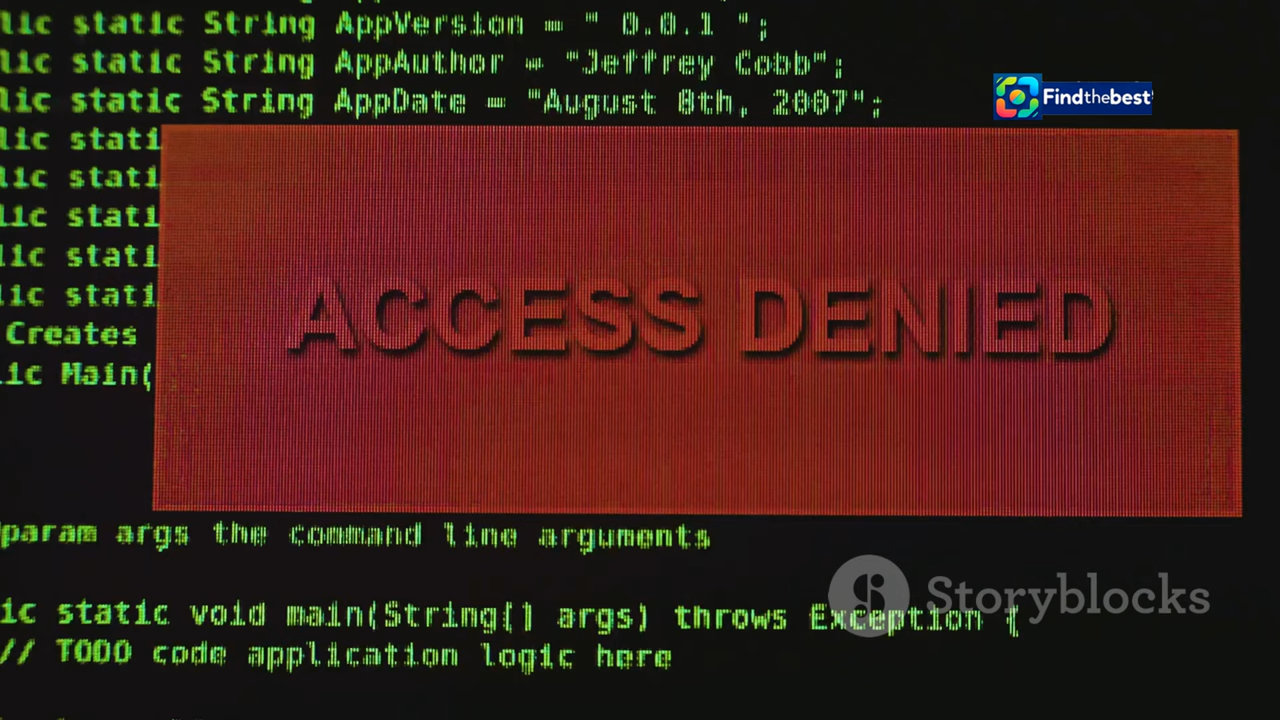 lic static String AppVersion = " 0.0.1 ";
lic static String AppAuthor = "Jeffrey Cobb";
lic static String AppDate = "August 8th, 2007";
Findthebest
lic stati
lic stati
lic stati
lic stati
lic stati
Creates
ACCESS DENIED
lic Main(
param args the command line arguments
Storyblocks
ic static void main(String[] args) throws Exception {
// TODO code application logic here